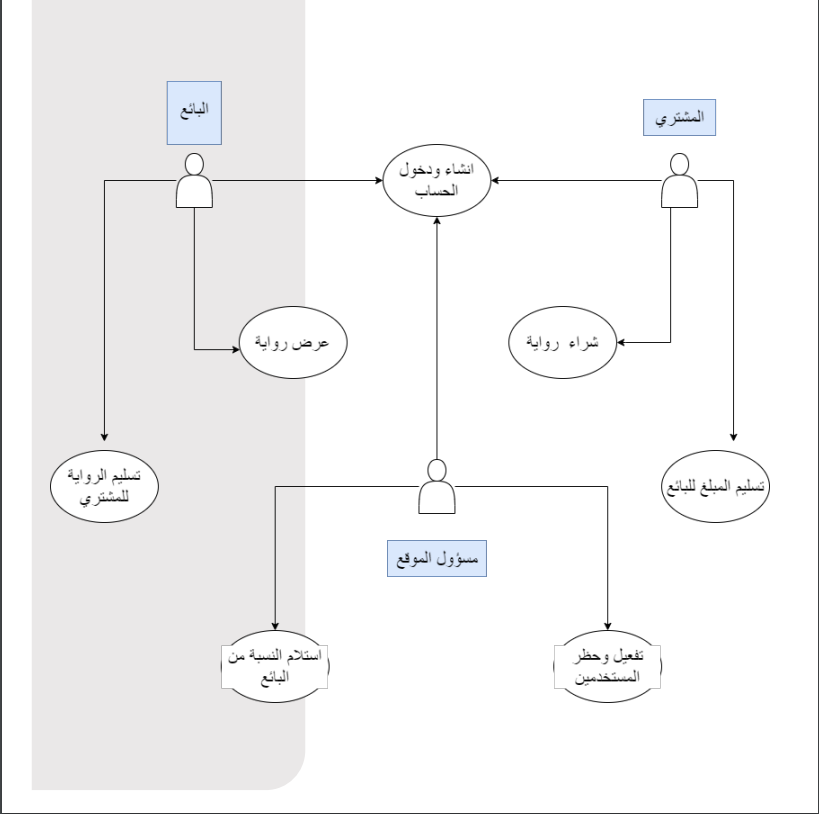 البائع
المشتري
انشاء ودخول
الحساب
عرض رواية
شراء رواية
تسليم الرواية
للمشتري
تسليم المبلغ للبائع
مسؤول الموقع
استلام النسبة من
البائع
تفعيل وحظر
المستخدمين